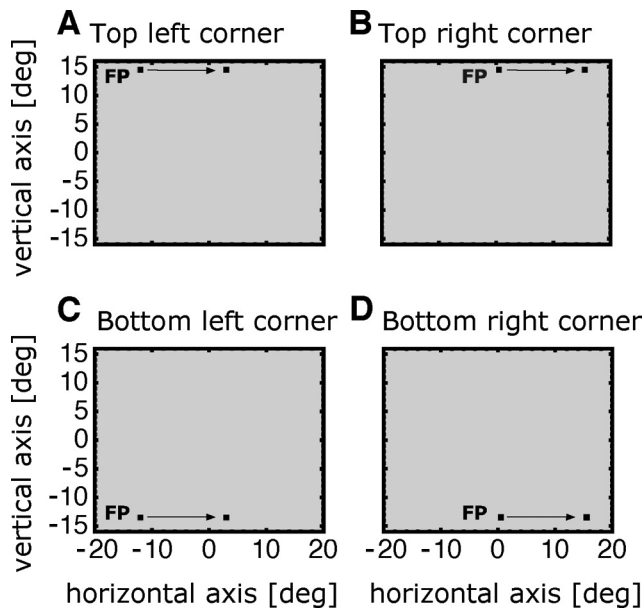 A Top left corner
B Top right corner
vertical axis [deg]
15
10
5
0
-5
-10
-15
FP
FP
C Bottom left corner
D Bottom right corner
vertical axis [deg]
15
10
5
0
-5
-10
-15
FP
FP
-20 -10 0 10 20
-20 -10 0 10 20
horizontal axis [deg]
horizontal axis [deg]